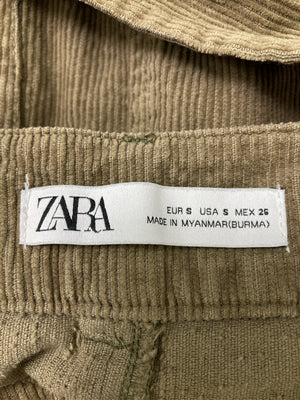 ZARA
EUR S USA S MEX 26
MADE IN MYANMAR(BURMA)